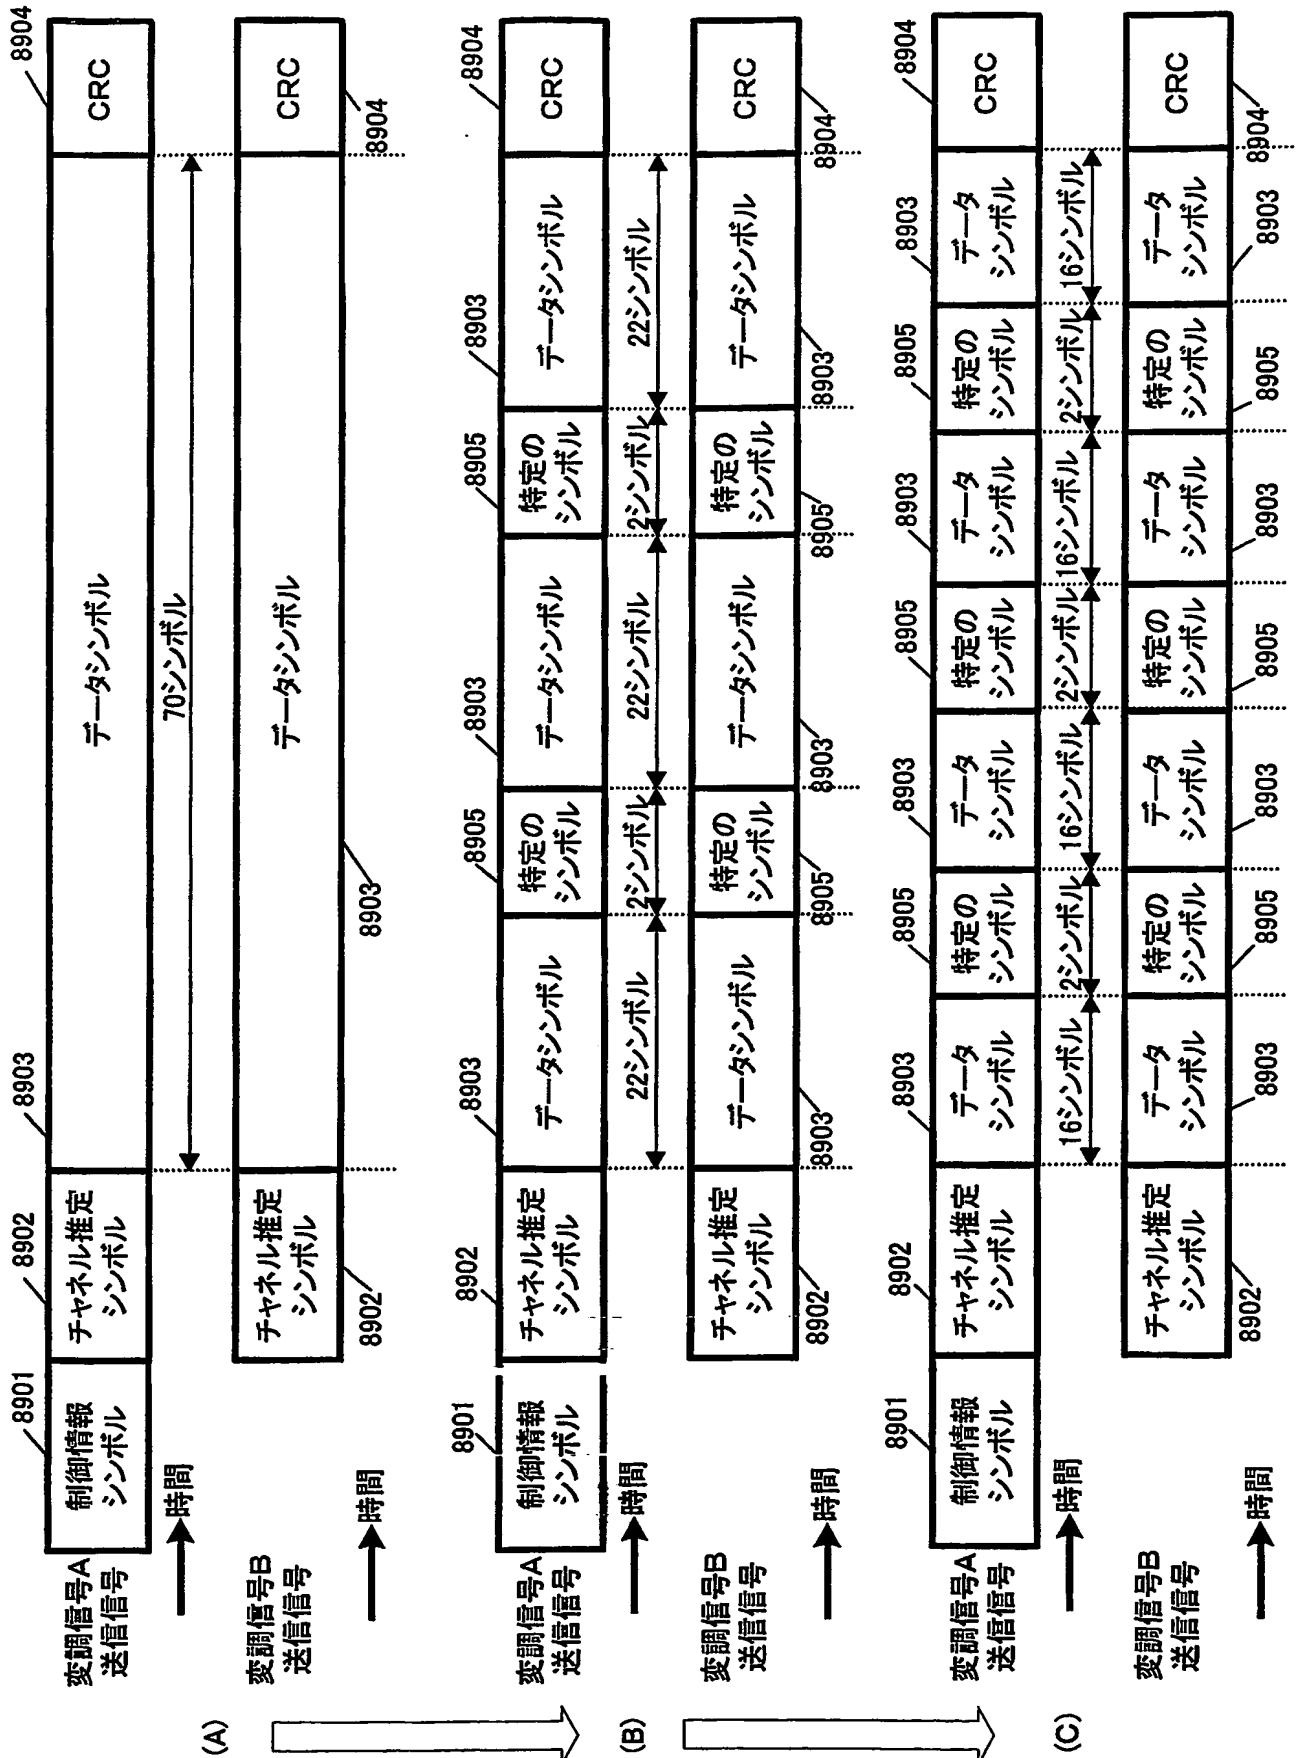 (A)
変調信号A
送信信号
8901
8902
8903
8904
制御情報
シンボル
チャネル推定
シンボル
データシンボル
CRC
時間
70シンボル
変調信号B
送信信号
チャネル推定
シンボル
データシンボル
CRC
時間
8902
8903
8904
(B)
変調信号A
送信信号
8901
8902
8903
8905
8903
8905
8903
8904
制御情報
シンボル
チャネル推定
シンボル
データシンボル
特定の
シンボル
データシンボル
特定の
シンボル
データシンボル
CRC
時間
22シンボル
2シンボル
22シンボル
2シンボル
22シンボル
変調信号B
送信信号
チャネル推定
シンボル
データシンボル
特定の
シンボル
データシンボル
特定の
シンボル
データシンボル
CRC
時間
8902
8903
8905
8903
8905
8903
8904
(C)
変調信号A
送信信号
8901
8902
8903
8905
8903
8905
8903
8905
8903
8904
制御情報
シンボル
チャネル推定
シンボル
データ
シンボル
特定の
シンボル
データ
シンボル
特定の
シンボル
データ
シンボル
特定の
シンボル
データ
シンボル
CRC
時間
16シンボル
2シンボル
16シンボル
2シンボル
16シンボル
2シンボル
16シンボル
変調信号B
送信信号
チャネル推定
シンボル
データ
シンボル
特定の
シンボル
データ
シンボル
特定の
シンボル
データ
シンボル
特定の
シンボル
データ
シンボル
CRC
時間
8902
8903
8905
8903
8905
8903
8905
8903
8904